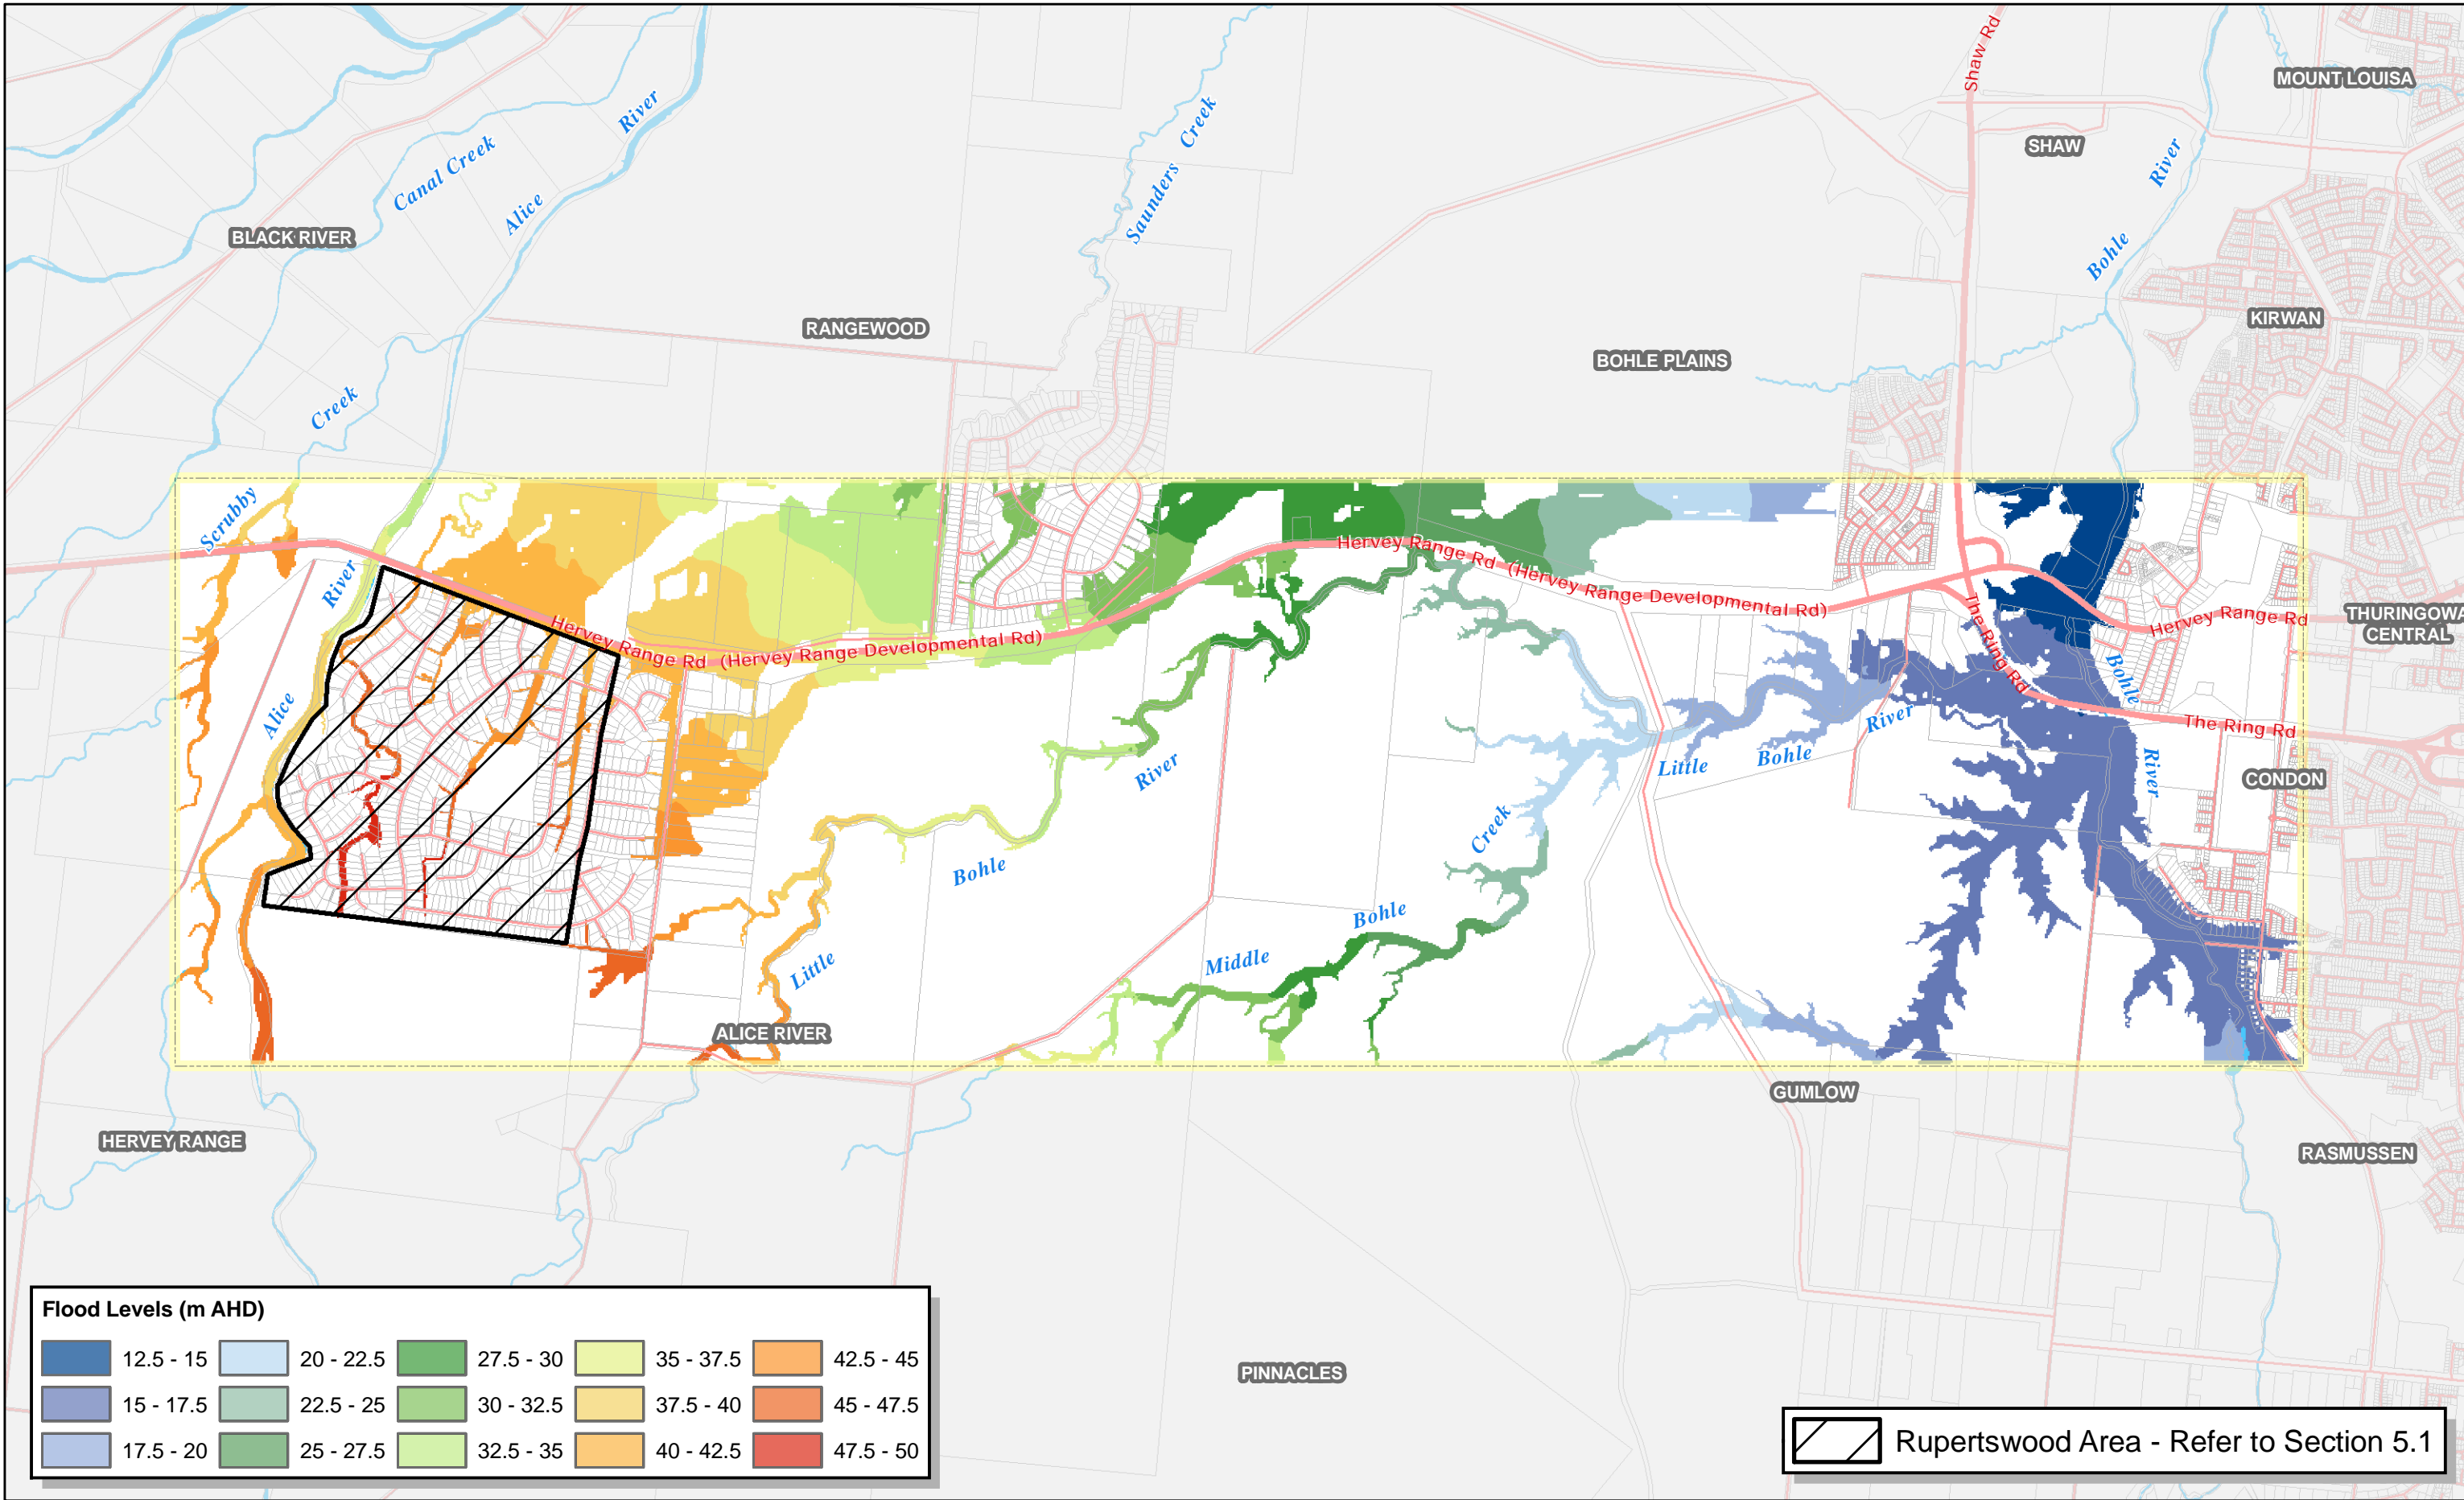 Shaw Rd
MOUNT LOUISA
SHAW
River
Bohle
Canal Creek
River
Alice
Saunders Creek
BLACK RIVER
RANGEWOOD
BOHLE PLAINS
KIRWAN
Creek
Scrubby
River
Alice
Hervey Range Rd (Hervey Range Developmental Rd)
Hervey Range Rd (Hervey Range Developmental Rd)
The Ring Rd
Hervey Range Rd
THURINGOWA
CENTRAL
Bohle
River
The Ring Rd
CONDON
Little Bohle River
Little Bohle River
Middle Bohle Creek
ALICE RIVER
HERVEY RANGE
GUMLOW
RASMUSSEN
PINNACLES
Flood Levels (m AHD)
12.5 - 15
20 - 22.5
27.5 - 30
35 - 37.5
42.5 - 45
15 - 17.5
22.5 - 25
30 - 32.5
37.5 - 40
45 - 47.5
17.5 - 20
25 - 27.5
32.5 - 35
40 - 42.5
47.5 - 50
Rupertswood Area - Refer to Section 5.1